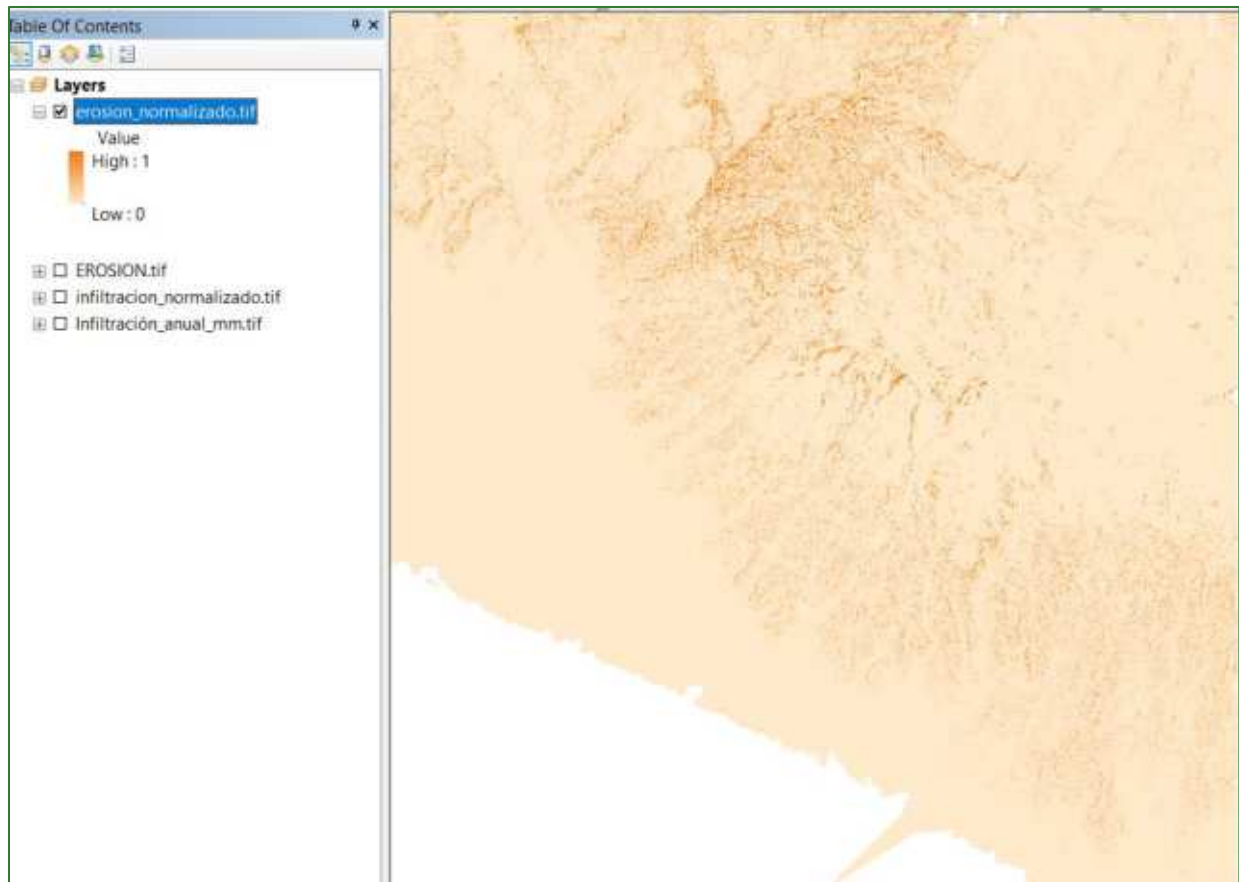 Table Of Contents
Layers
erosion_normalizado.tif
Value
High : 1
Low : 0
EROSION.tif
infiltracion_normalizado.tif
Infiltración_anual_mm.tif